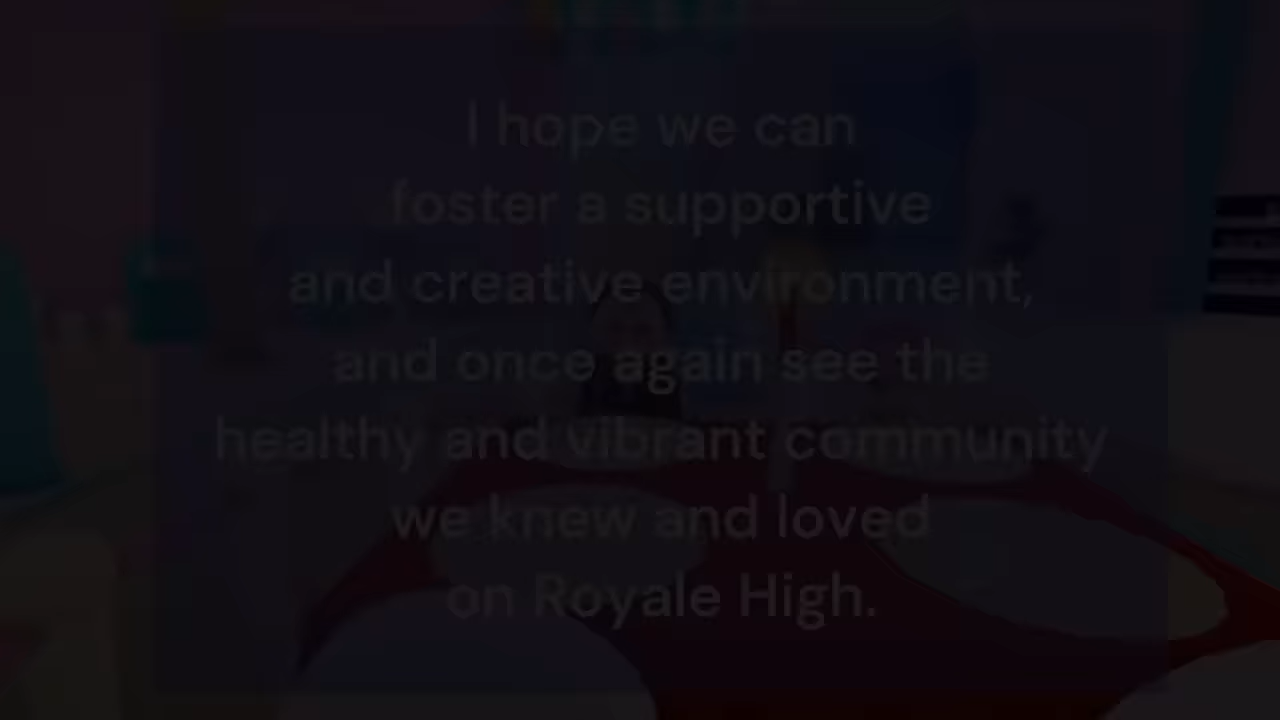 I hope we can
foster a supportive
and creative environment,
and once again see the
healthy and vibrant community
we knew and loved
on Royale High.